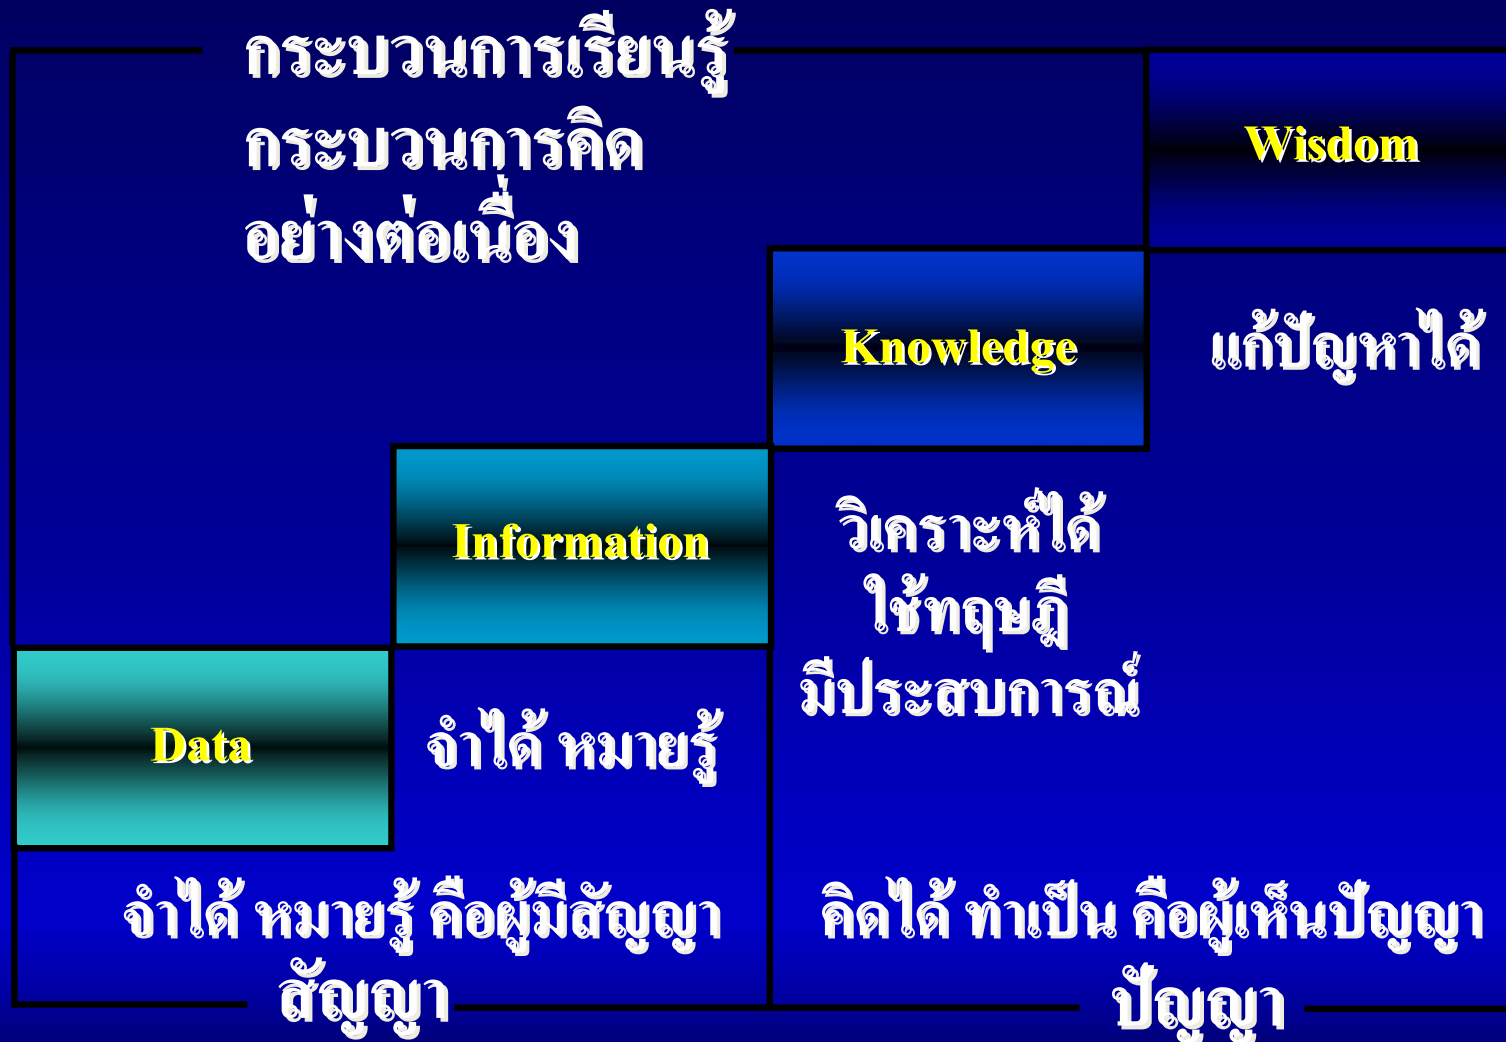 กระบวนการเรียนรู้
กระบวนการคิด
อย่างต่อเนื่อง
Wisdom
Knowledge
แก้ปัญหาได้
Information
วิเคราะห์ได้
ใช้ทฤษฎี
มีประสบการณ์
Data
จำได้ หมายรู้
จำได้ หมายรู้ คือผู้มีสัญญา
สัญญา
คิดได้ ทำเป็น คือผู้เห็นปัญญา
ปัญญา